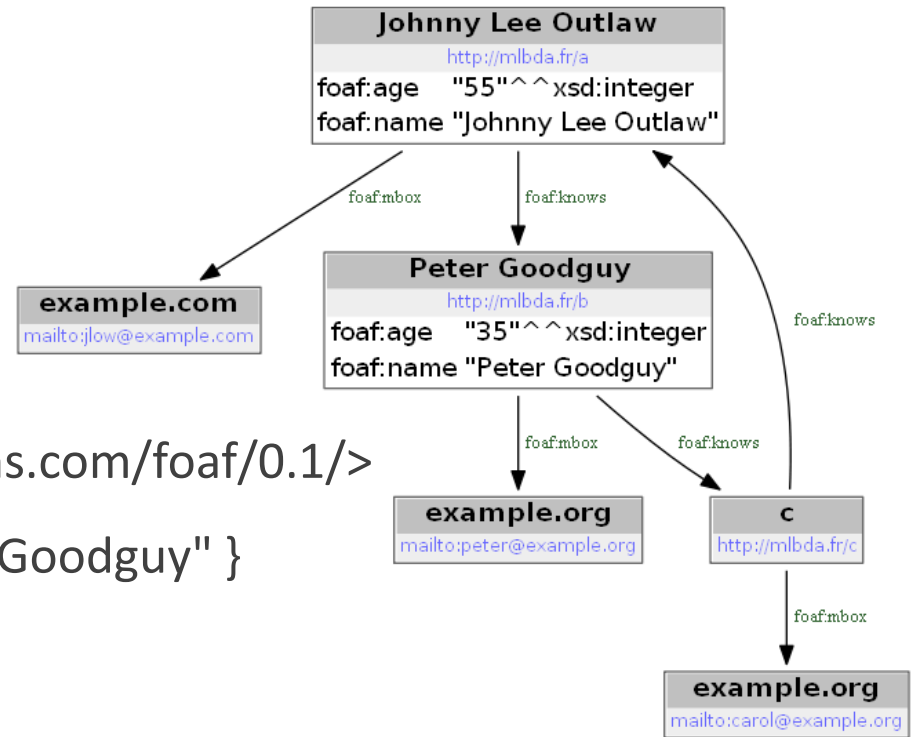 Johnny Lee Outlaw
http://mlbda.fr/a
foaf:age "55"^^xsd:integer
foaf:name "Johnny Lee Outlaw"
foaf:mbox
foaf:knows
Peter Goodguy
http://mlbda.fr/b
foaf:age "35"^^xsd:integer
foaf:name "Peter Goodguy"
example.com
mailto:jlow@example.com
foaf:knows
foaf:mbox
foaf:knows
ns.com/foaf/0.1/>
example.org
mailto:peter@example.org
c
http://mlbda.fr/c
Goodguy" }
foaf:mbox
example.org
mailto:carol@example.org